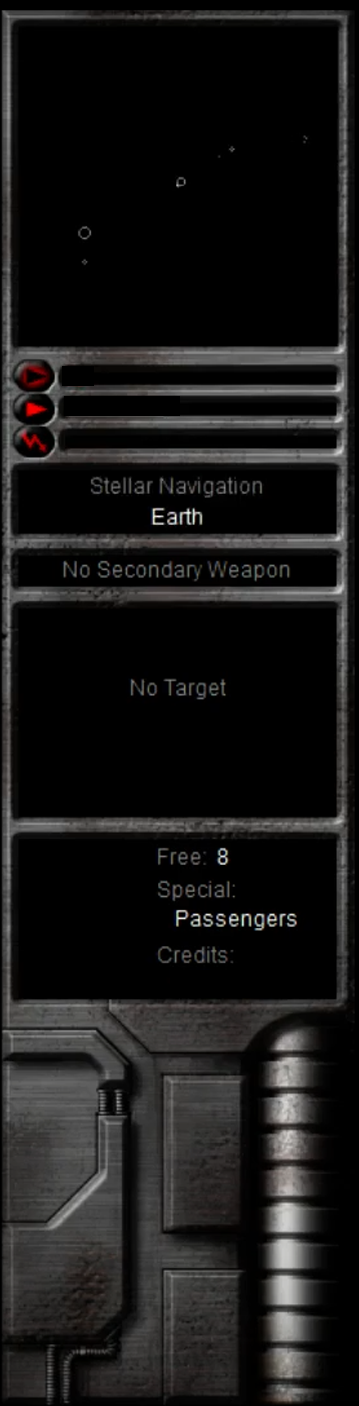 Stellar Navigation
Earth
No Secondary Weapon
No Target
Free: 8
Special:
Passengers
Credits: